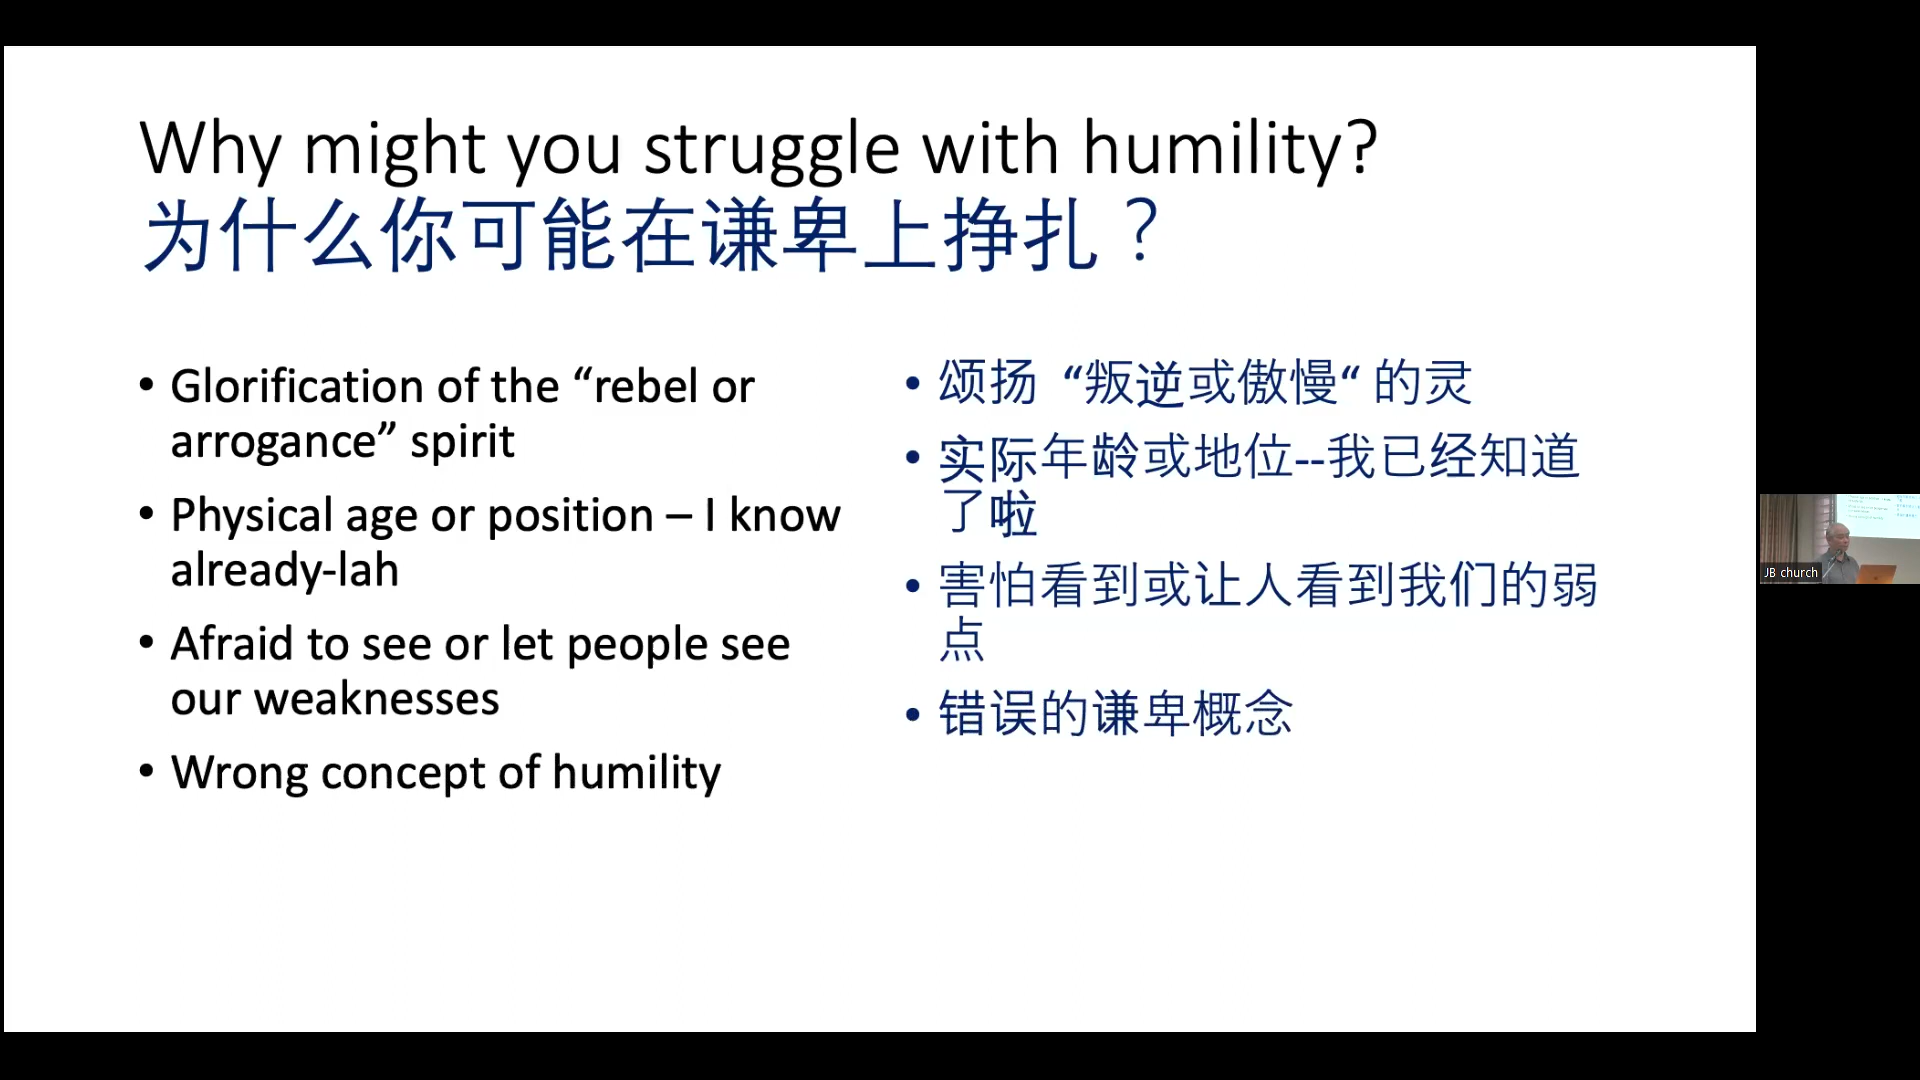 Why might you struggle with humility?
为什么你可能在谦卑上挣扎？
• Glorification of the “rebel or
arrogance” spirit
• Physical age or position – I know
already-lah
• Afraid to see or let people see
our weaknesses
• Wrong concept of humility
• 颂扬 “叛逆或傲慢“ 的灵
• 实际年龄或地位--我已经知道
了啦
• 害怕看到或让人看到我们的弱
点
• 错误的谦卑概念
JB church